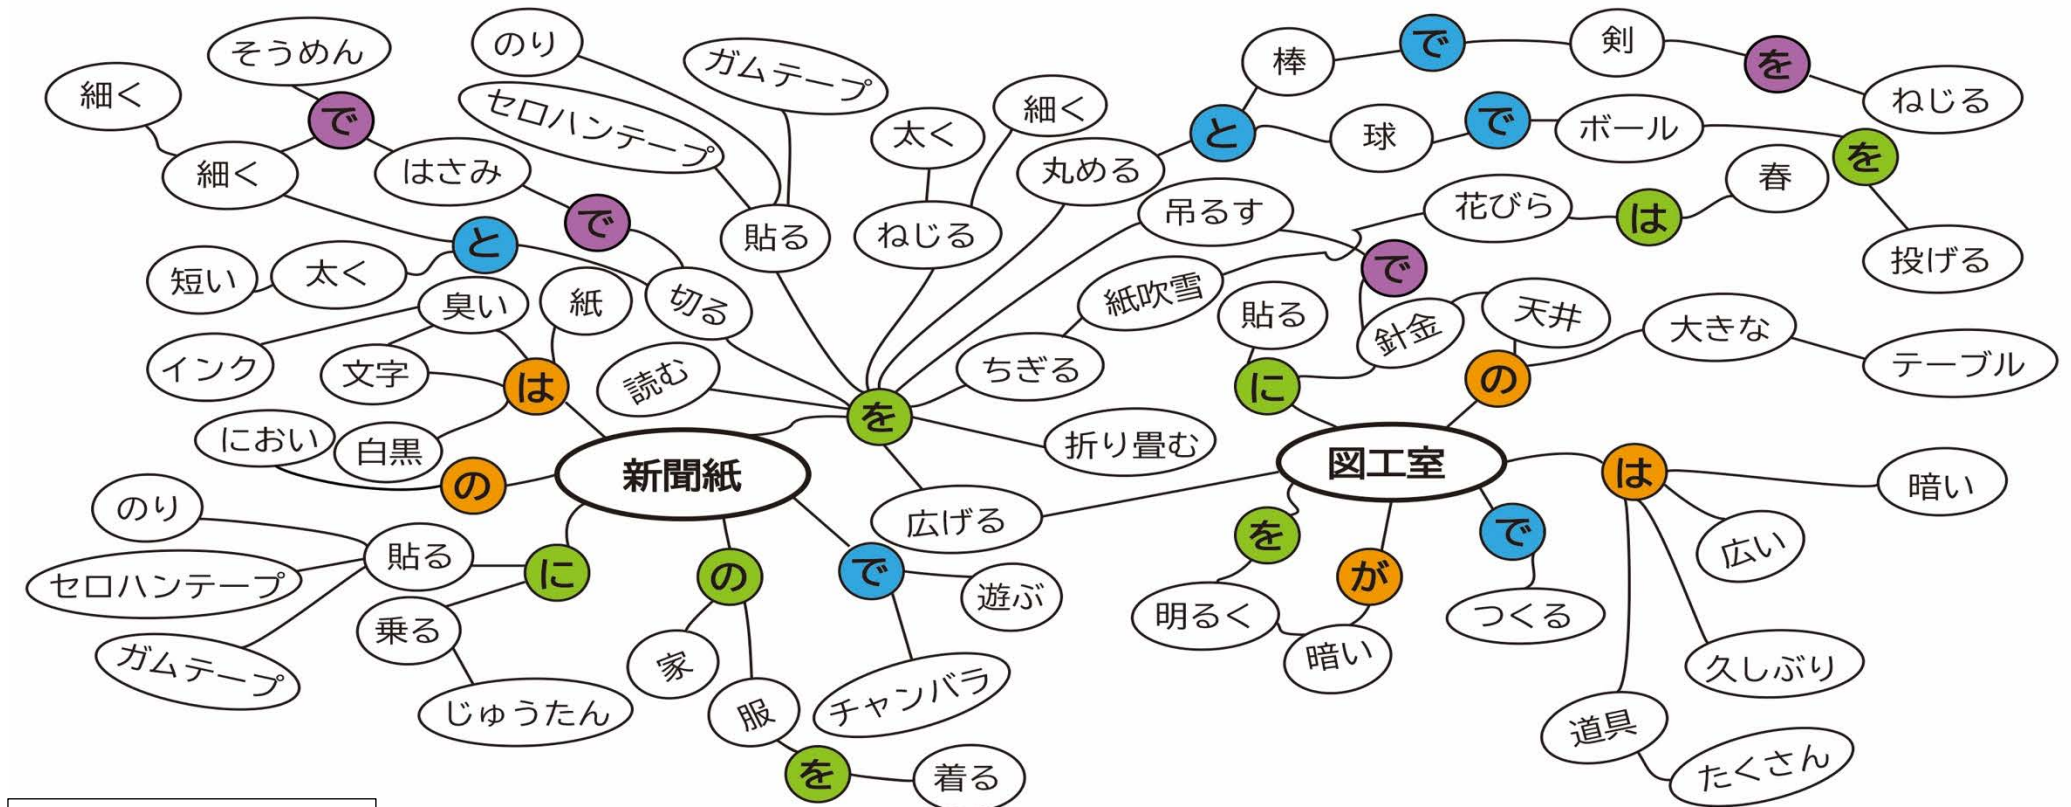 細く
そうめん
で
細く
はさみ
で
と
短い
太く
切る
のり
セロハンテープ
ガムテープ
貼る
太く
細く
ねじる
丸める
と
棒
で
剣
を
ねじる
球
で
ボール
を
投げる
吊るす
で
針金
花びら
は
春
紙吹雪
ちぎる
臭い
紙
インク
文字
は
白黒
読む
を
折り畳む
広げる
におい
の
新聞紙
のり
セロハンテープ
ガムテープ
貼る
に
乗る
じゅうたん
の
家
服
を
着る
で
遊ぶ
チャンバラ
貼る
に
天井
の
大きな
テーブル
図工室
は
暗い
広い
久しぶり
道具
たくさん
を
明るく
が
暗い
で
つくる